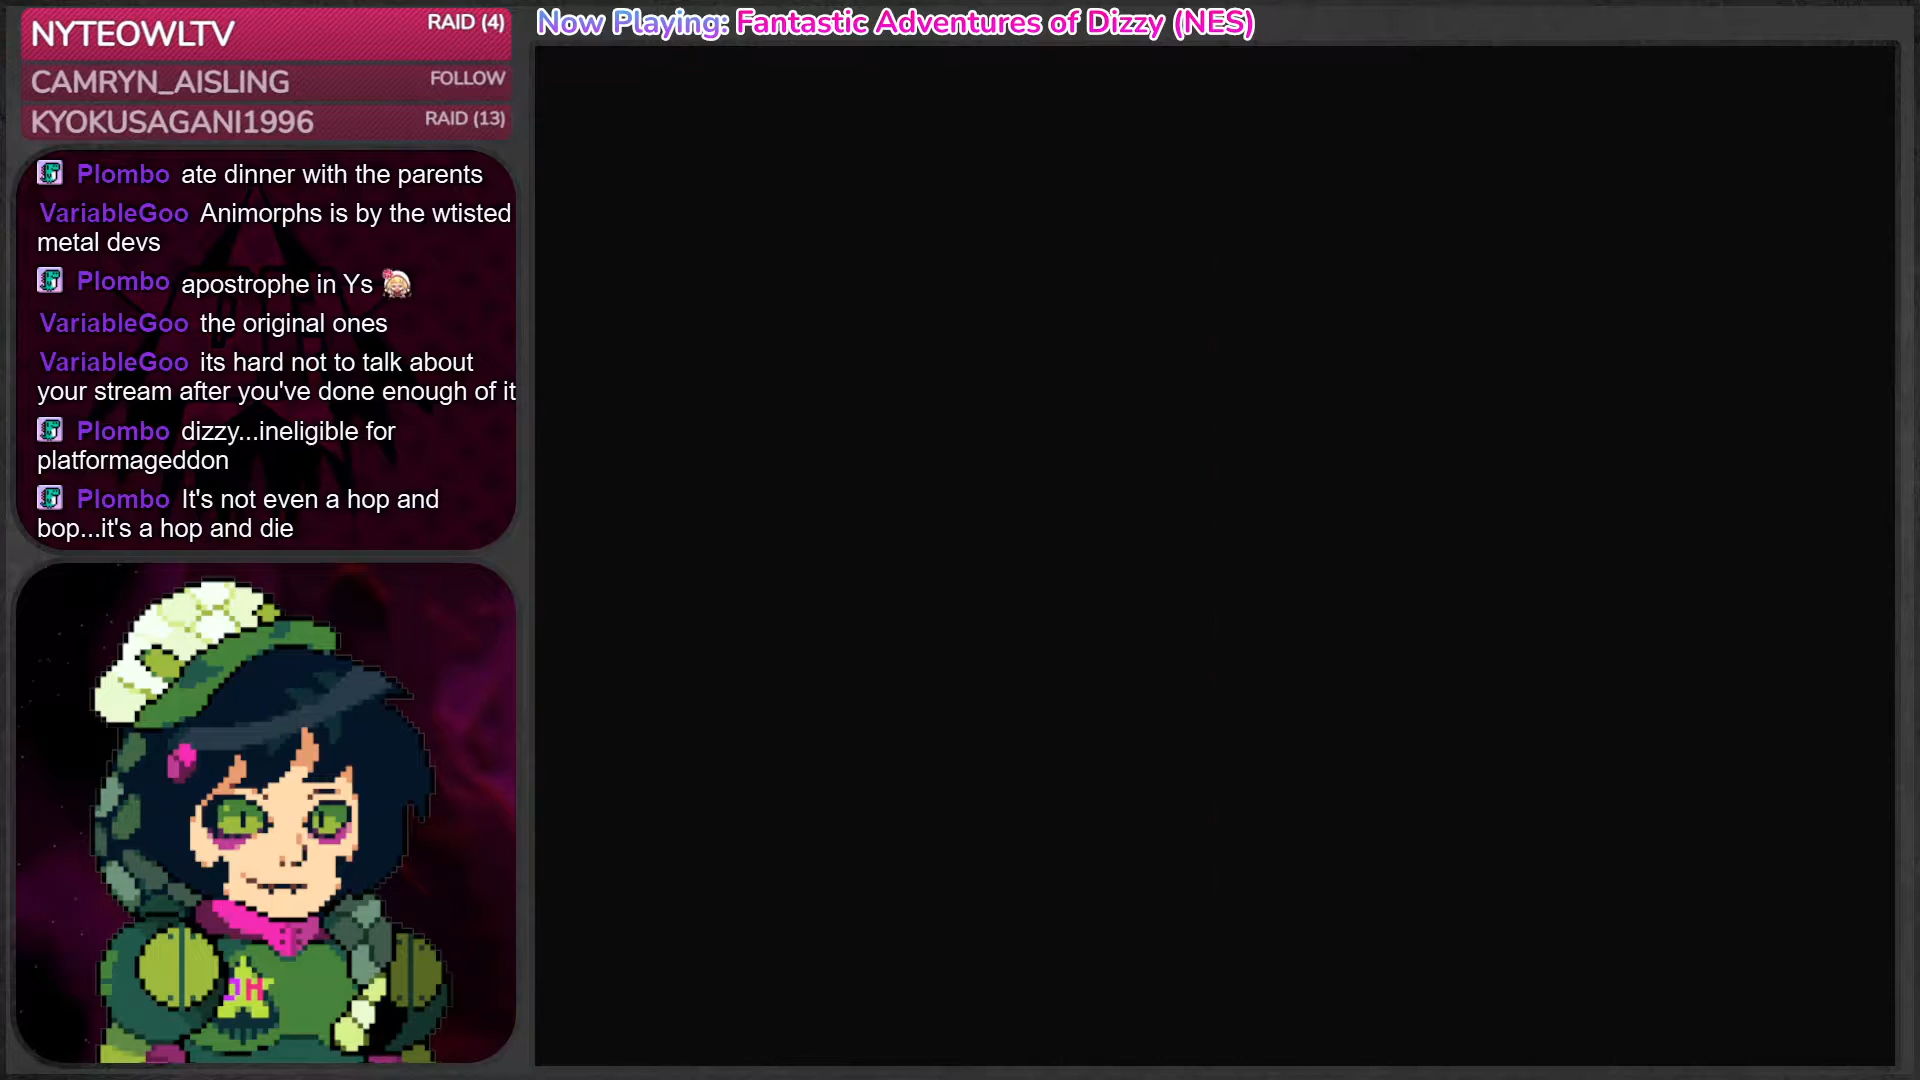 NYTEOWLTV RAID (4)
CAMRYN_AISLING FOLLOW
KYOKUSAGANI1996 RAID (13)
Now Playing: Fantastic Adventures of Dizzy (NES)
Plombo ate dinner with the parents
VariableGoo Animorphs is by the wtisted
metal devs
Plombo apostrophe in Ys
VariableGoo the original ones
VariableGoo its hard not to talk about
your stream after you've done enough of it
Plombo dizzy...ineligible for
platformageddon
Plombo It's not even a hop and
bop...it's a hop and die